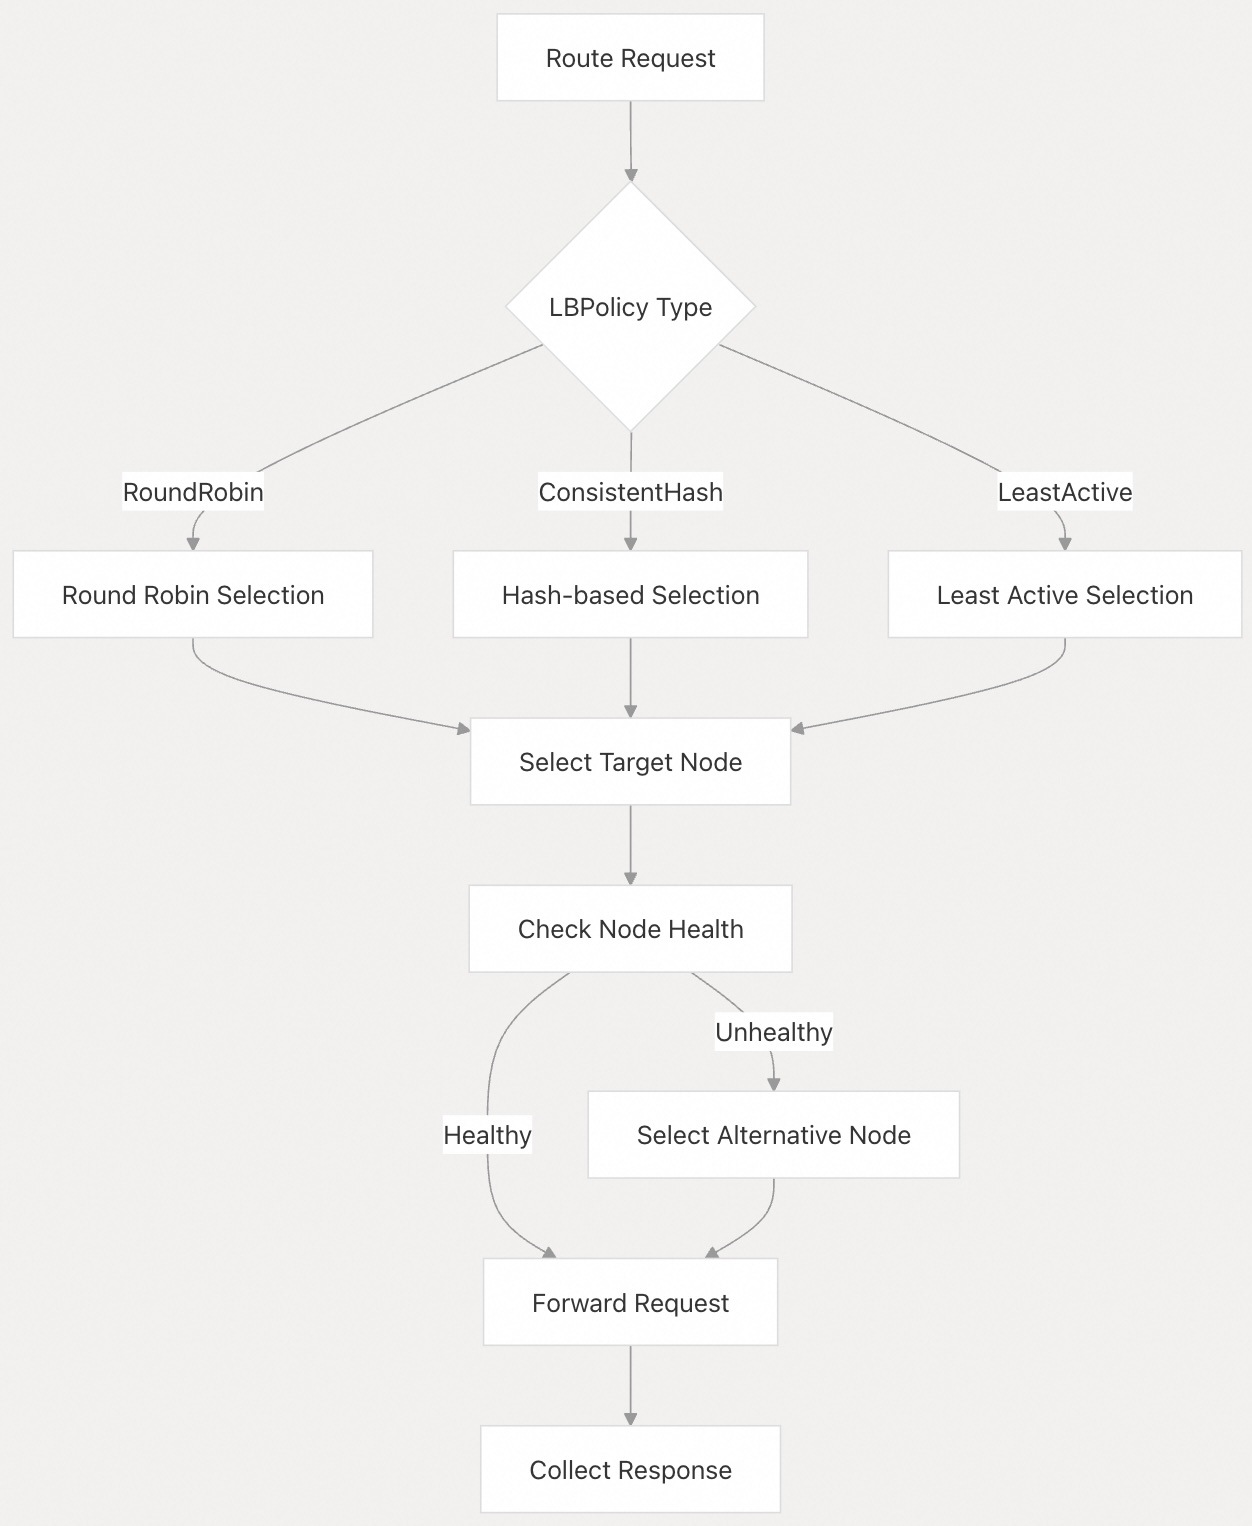 Route Request
LBPolicy Type
RoundRobin
ConsistentHash
LeastActive
Round Robin Selection
Hash-based Selection
Least Active Selection
Select Target Node
Check Node Health
Unhealthy
Healthy
Select Alternative Node
Forward Request
Collect Response